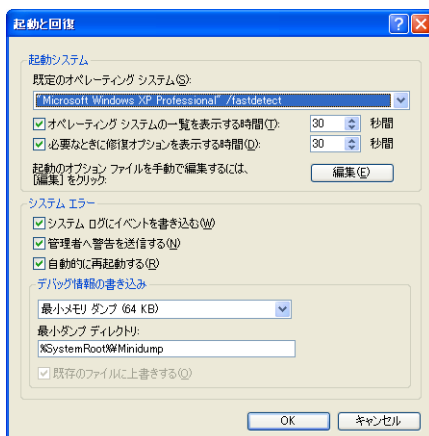 起動と回復
起動システム
既定のオペレーティング システム(S):
"Microsoft Windows XP Professional" /fastdetect
オペレーティング システムの一覧を表示する時間(T): 30 秒間
必要なときに修復オプションを表示する時間(D): 30 秒間
起動のオプション ファイルを手動で編集するには、
[編集] をクリック:
編集(E)
システム エラー
システム ログにイベントを書き込む(W)
管理者へ警告を送信する(N)
自動的に再起動する(R)
デバッグ情報の書き込み
最小メモリ ダンプ (64 KB)
最小ダンプ ディレクトリ:
%SystemRoot%¥Minidump
既存のファイルに上書きする(O)
OK キャンセル